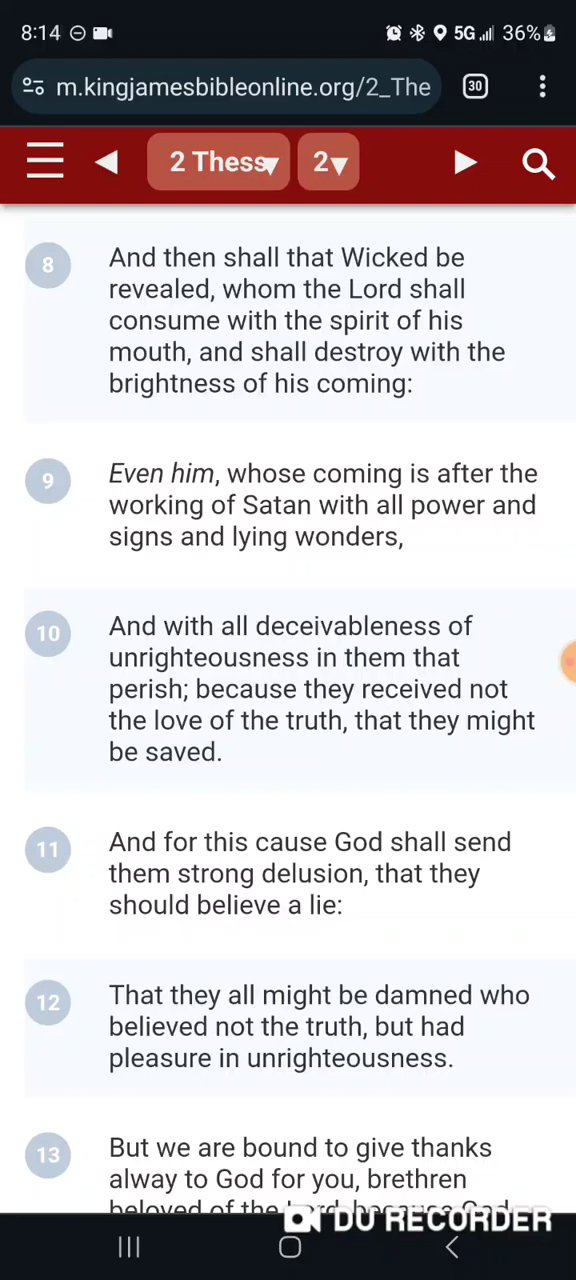 8:14 5G 36%
m.kingjamesbibleonline.org/2_The 30
2 Thess 2
8 And then shall that Wicked be
revealed, whom the Lord shall
consume with the spirit of his
mouth, and shall destroy with the
brightness of his coming:
9 Even him, whose coming is after the
working of Satan with all power and
signs and lying wonders,
10 And with all deceivableness of
unrighteousness in them that
perish; because they received not
the love of the truth, that they might
be saved.
11 And for this cause God shall send
them strong delusion, that they
should believe a lie:
12 That they all might be damned who
believed not the truth, but had
pleasure in unrighteousness.
13 But we are bound to give thanks
alway to God for you, brethren
beloved of the Lord, because God
DU RECORDER